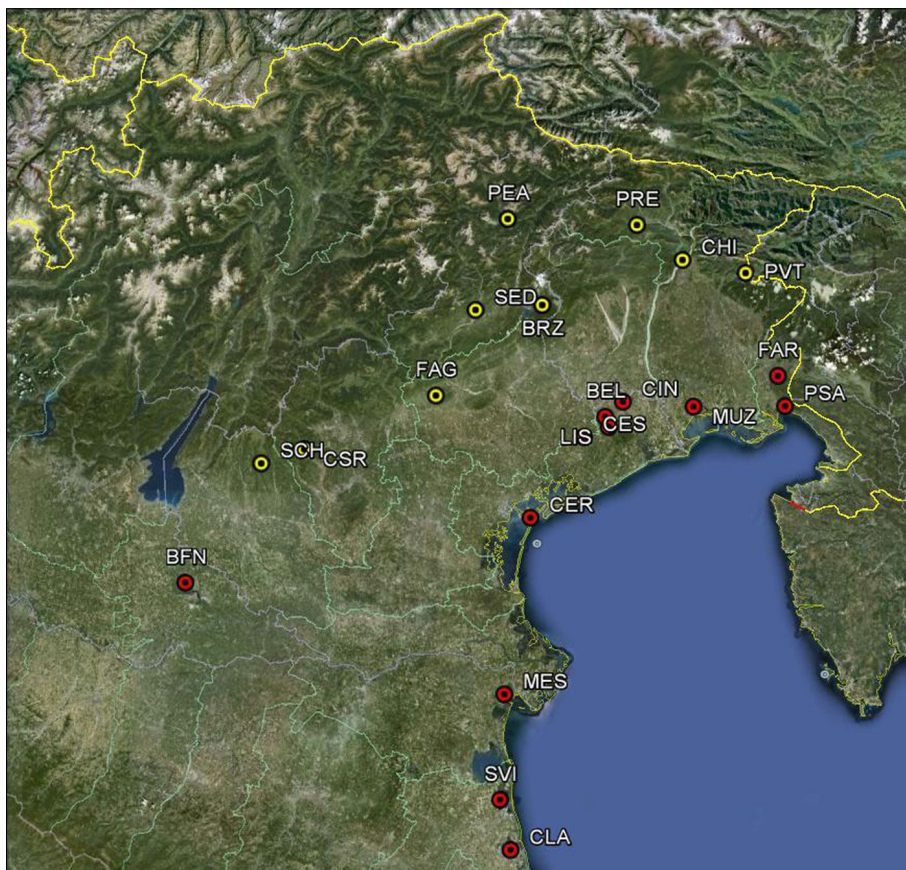 PEA
PRE
CHI
PVT
SED
BRZ
FAR
FAG
BEL
CIN
PSA
MUZ
CES
LIS
SCH
CSR
CER
BFN
MES
SVI
CLA